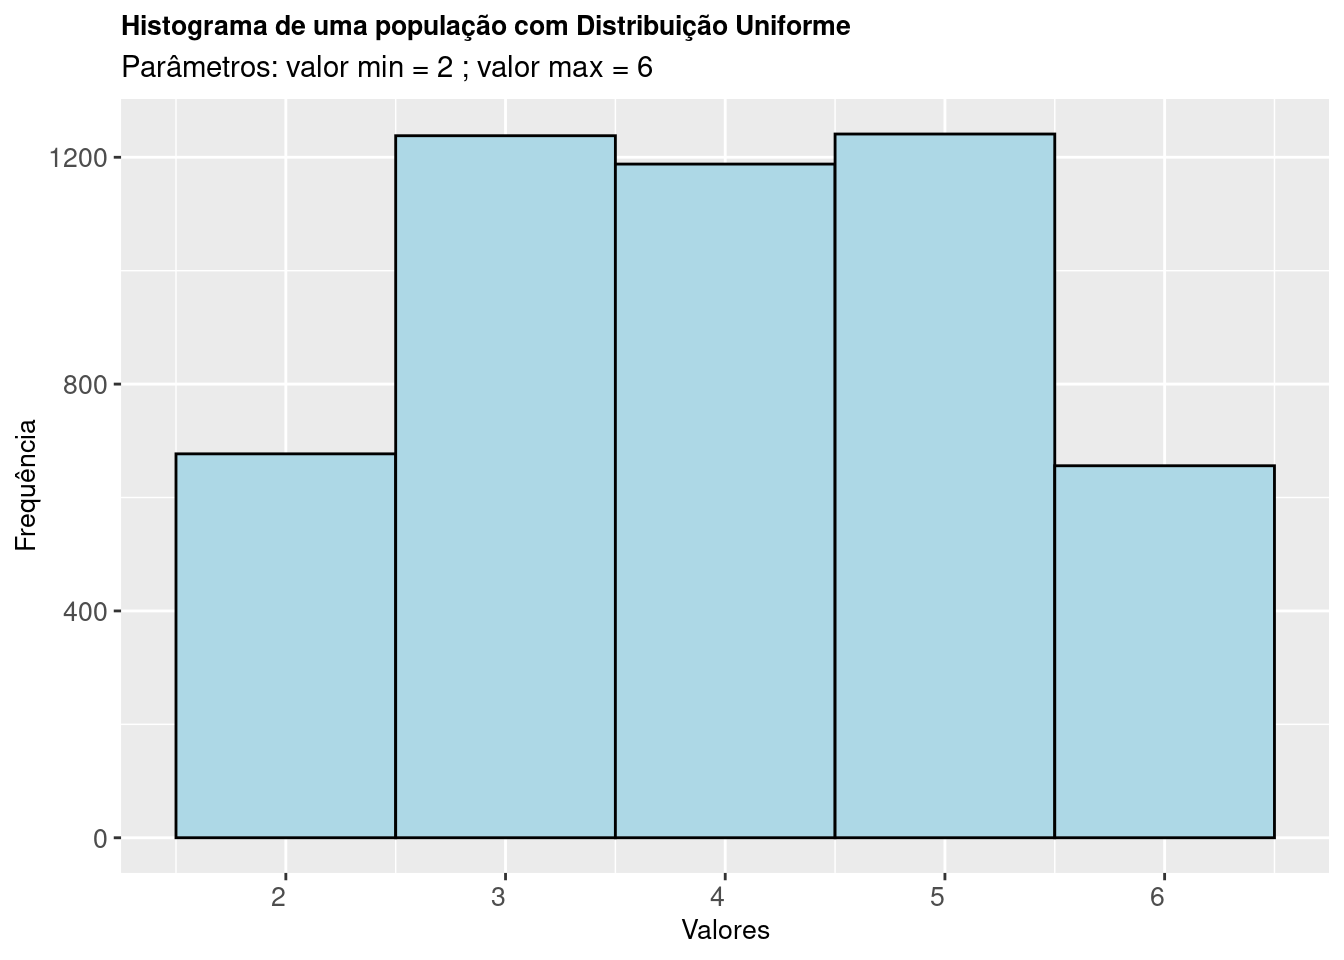 Histograma de uma população com Distribuição Uniforme
Parâmetros: valor min = 2 ; valor max = 6
1200
800
400
0
Frequência
2 3 4 5 6
Valores